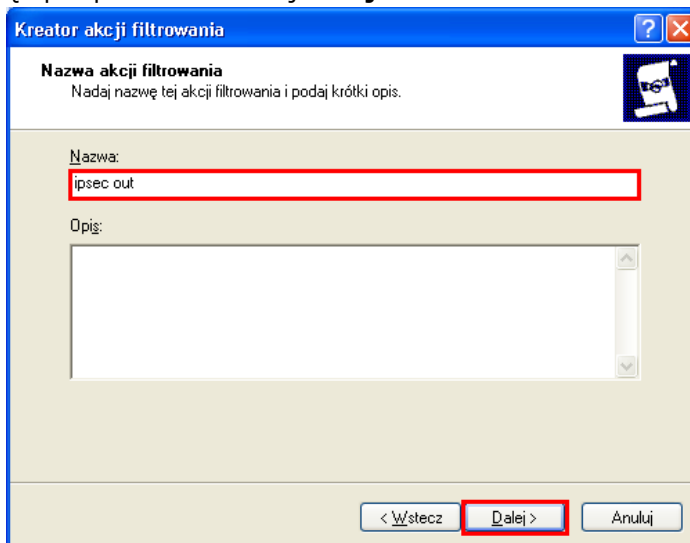 Kreator akcji filtrowania
Nazwa akcji filtrowania
Nadaj nazwę tej akcji filtrowania i podaj krótki opis.
Nazwa:
ipsec out
Opis:
< Wstecz
Dalej >
Anuluj